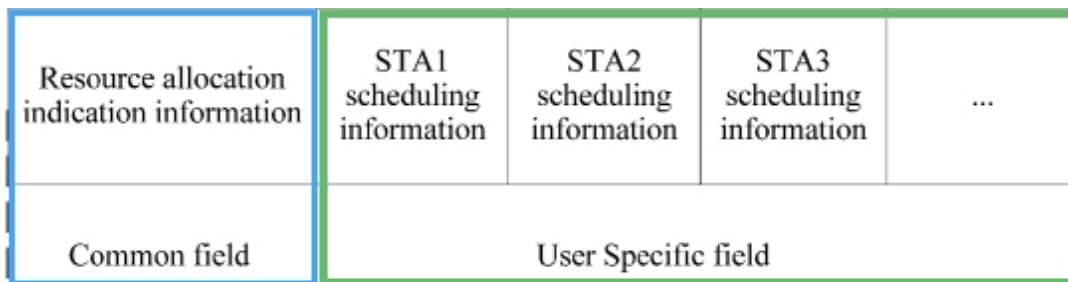 Resource allocation
indication information
STA1
scheduling
information
STA2
scheduling
information
STA3
scheduling
information
...
Common field
User Specific field